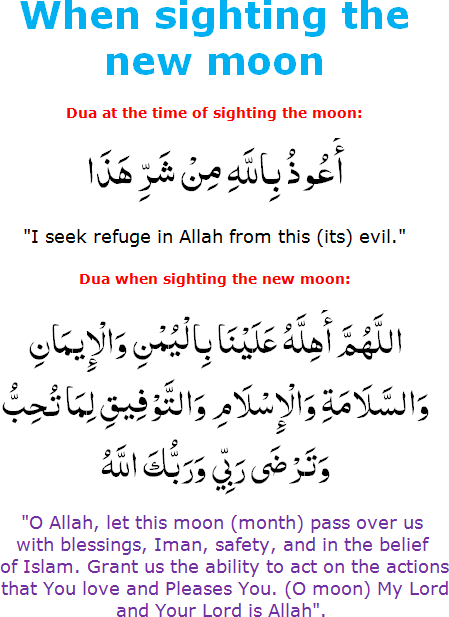 When sighting the
new moon
Dua at the time of sighting the moon:
أَعُوذُ بِاللَّهِ مِنْ شَرِّ هَذَا
"I seek refuge in Allah from this (its) evil."
Dua when sighting the new moon:
اللَّهُمَّ أَهِلَّهُ عَلَيْنَا بِالْيُمْنِ وَالْإِيمَانِ
وَالسَّلَامَةِ وَالْإِسْلَامِ وَالتَّوْفِيقِ لِمَا تُحِبُّ
وَتَرْضَى رَبِّي وَرَبُّكَ اللَّهُ
"O Allah, let this moon (month) pass over us
with blessings, Iman, safety, and in the belief
of Islam. Grant us the ability to act on the actions
that You love and Pleases You. (O moon) My Lord
and Your Lord is Allah".